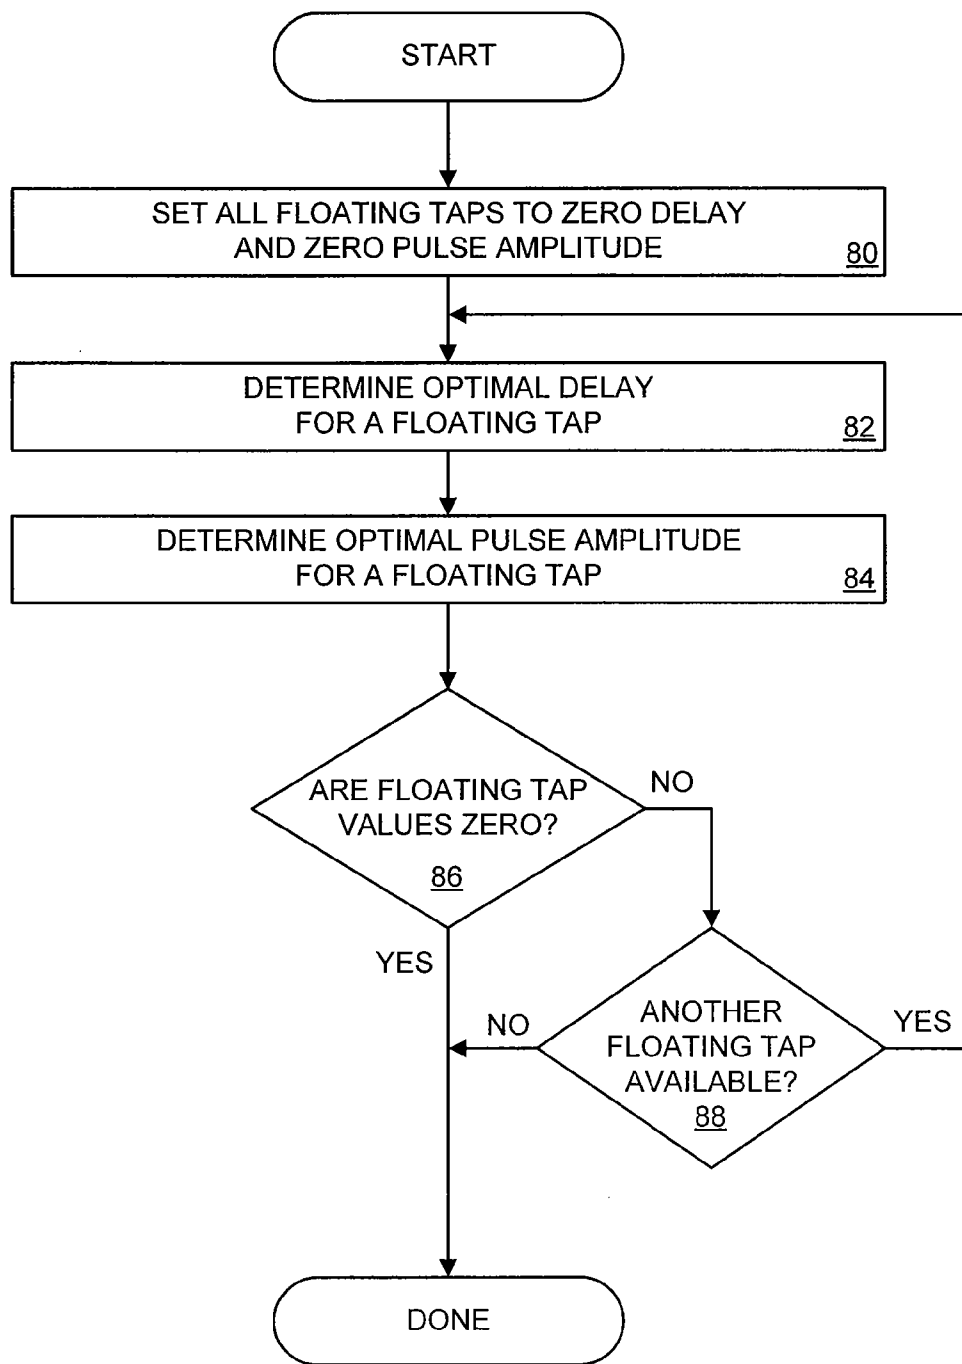 START
SET ALL FLOATING TAPS TO ZERO DELAY
AND ZERO PULSE AMPLITUDE
80
DETERMINE OPTIMAL DELAY
FOR A FLOATING TAP
82
DETERMINE OPTIMAL PULSE AMPLITUDE
FOR A FLOATING TAP
84
ARE FLOATING TAP
VALUES ZERO?
86
NO
YES
ANOTHER
FLOATING TAP
AVAILABLE?
88
NO
YES
DONE